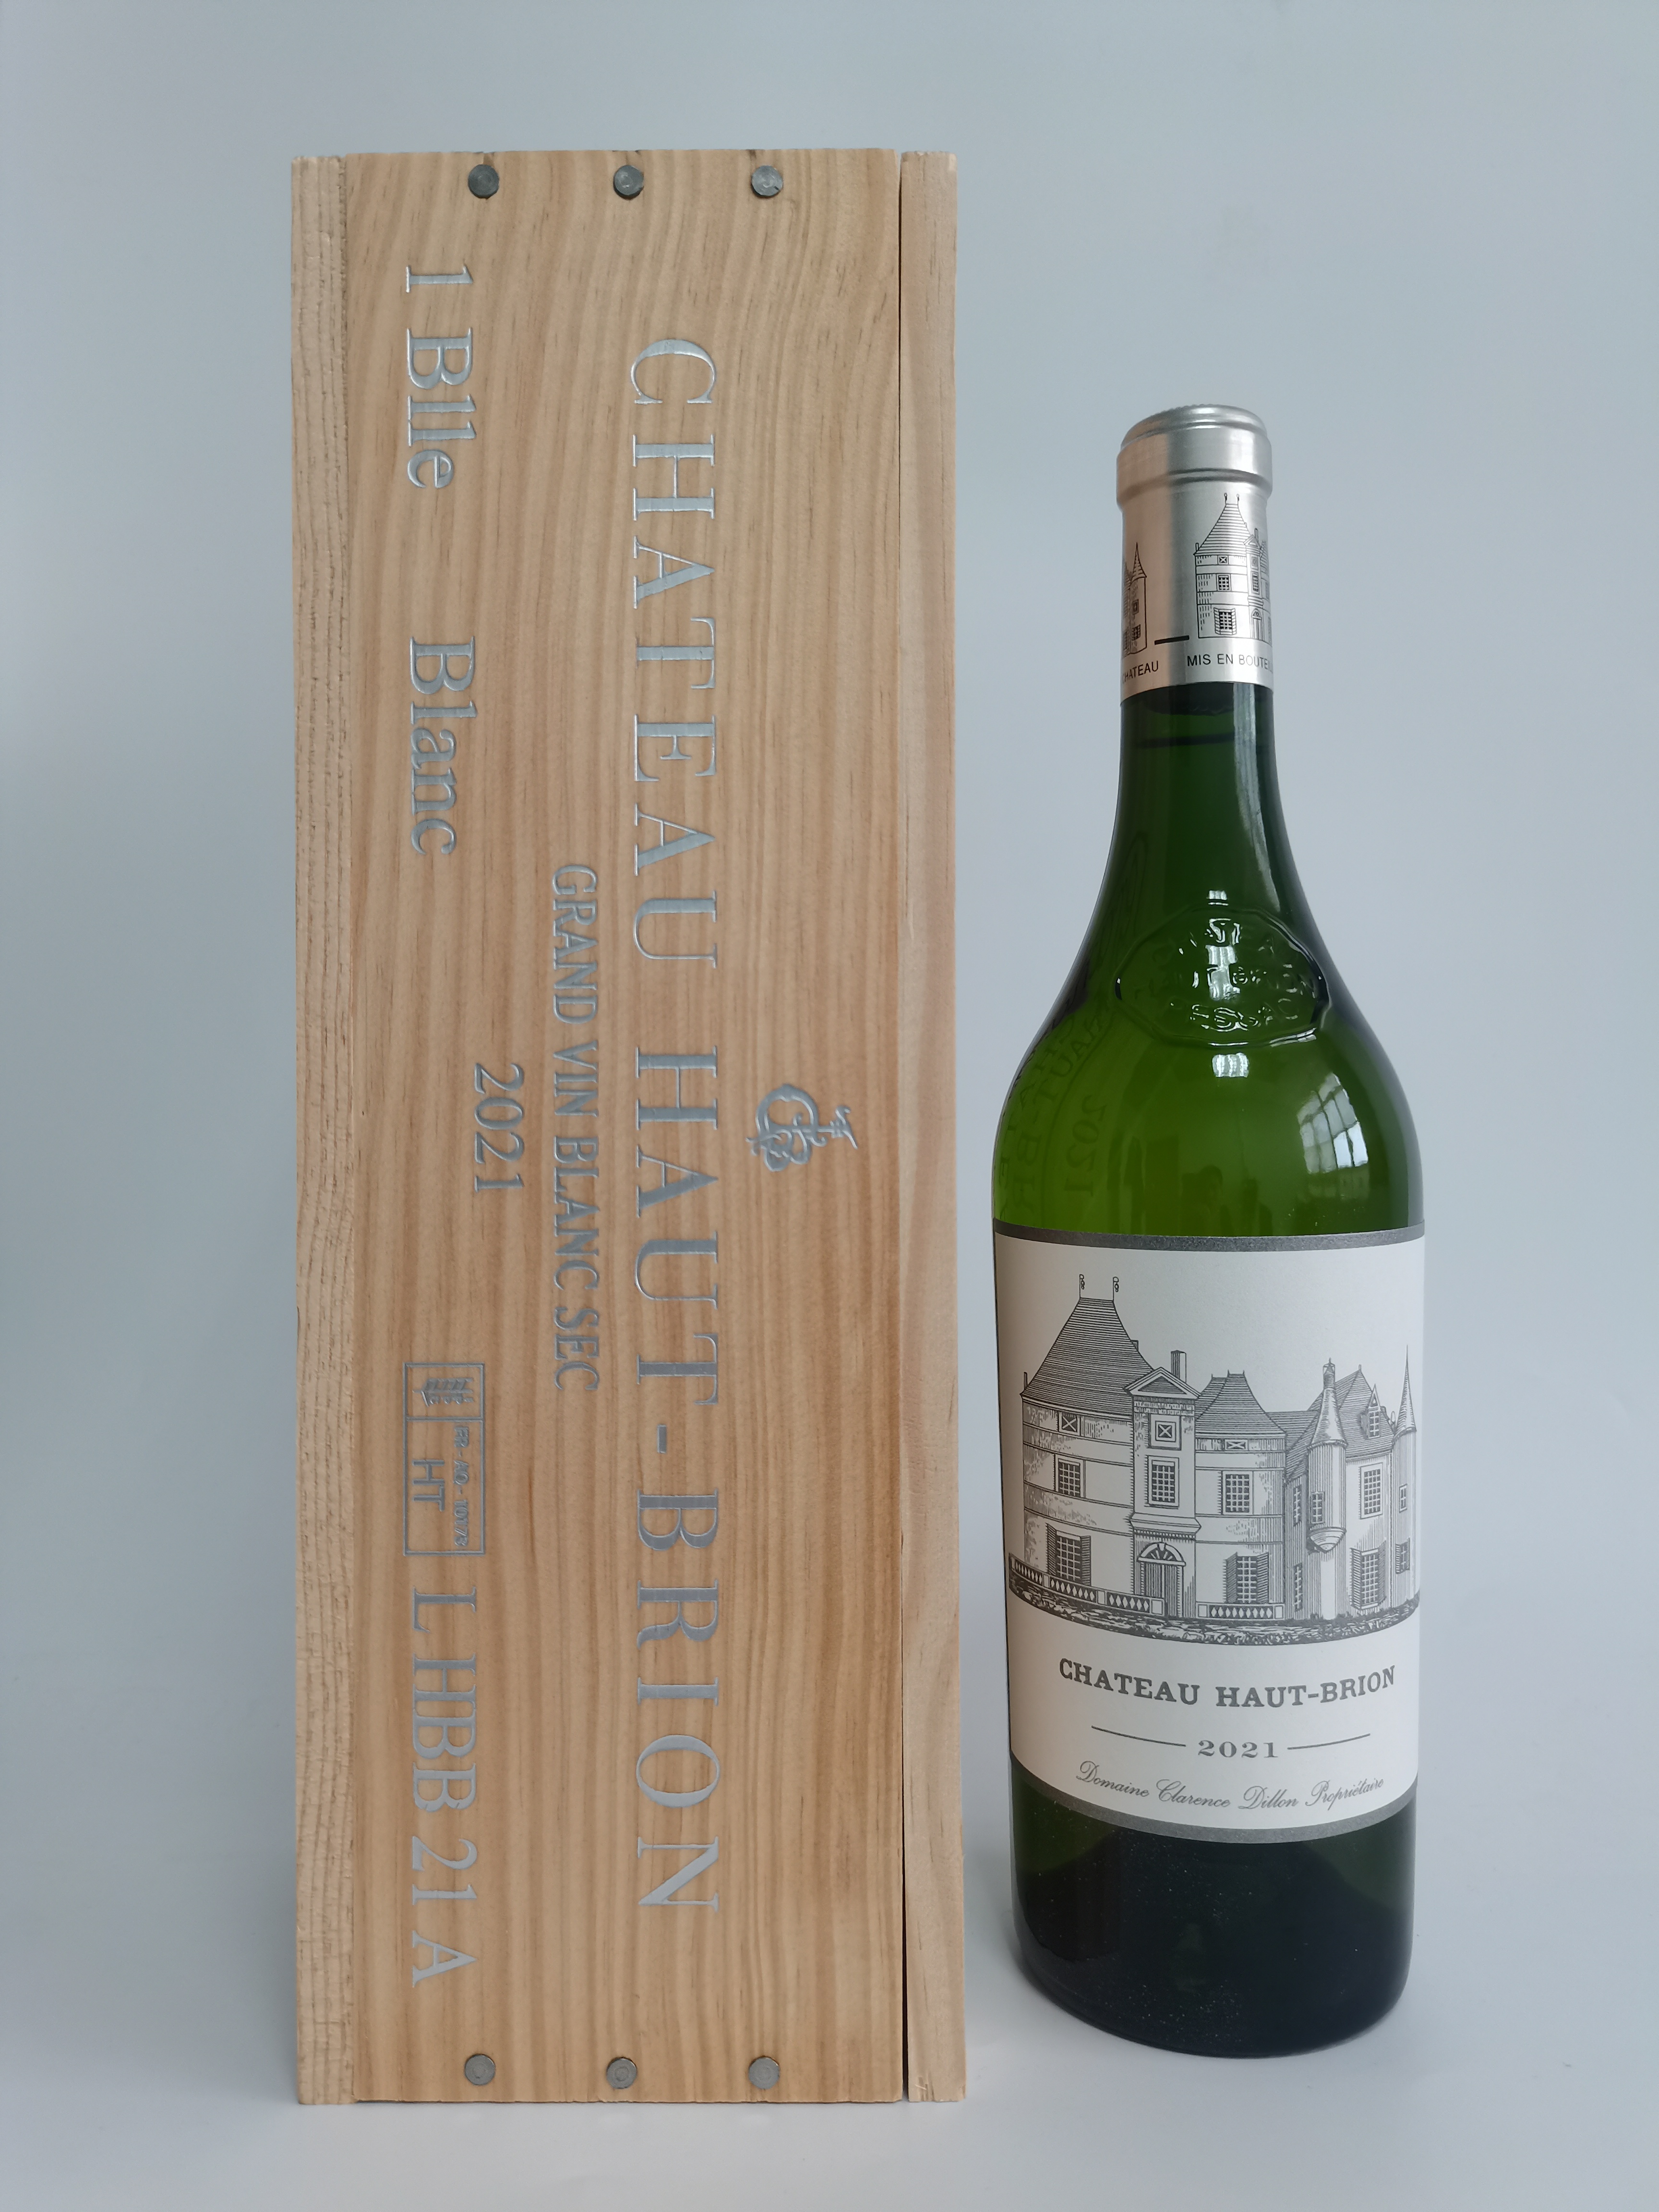 CHATEAU HAUT-BRION
GRAND VIN BLANC SEC
2021
1 Blle Blanc
HT
L HBB 21 A
CHATEAU
MIS EN
2021
CHATEAU HAUT-BRION
2021
Domaine Clarence Dillon Propriétaire